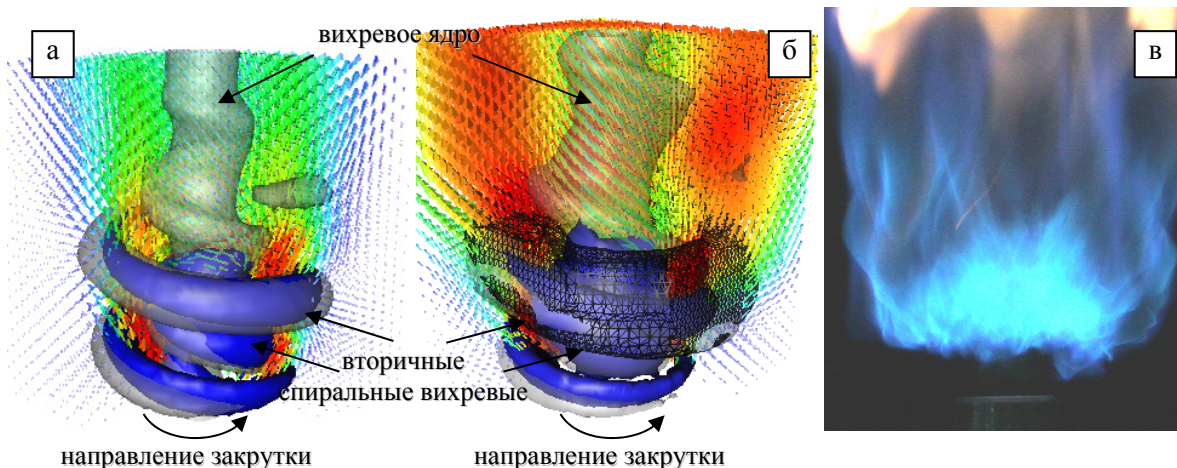 а
вихревое ядро
б
в
вторичные
спиральные вихревые
направление закрутки
направление закрутки